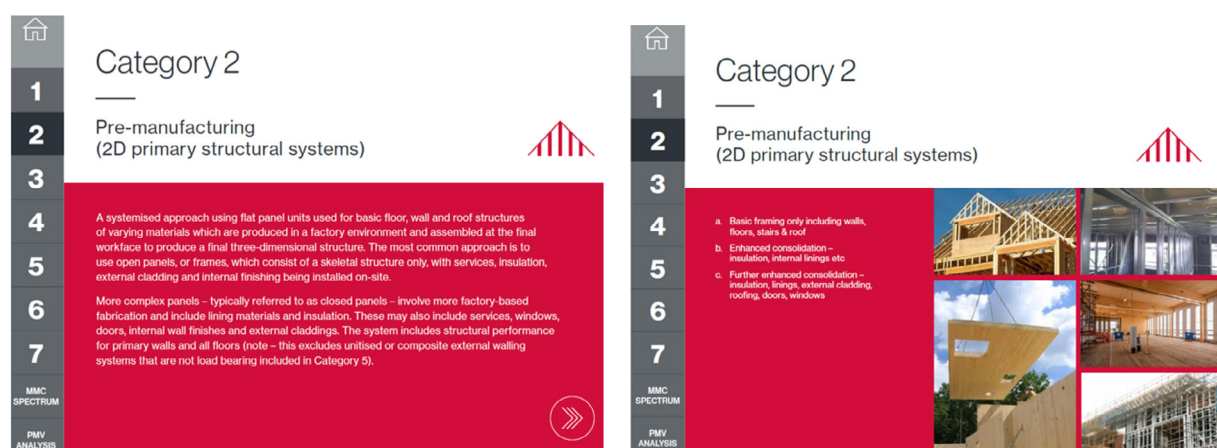 Category 2
1
2
3
4
5
6
7
MMC
SPECTRUM
PMV
ANALYSIS
Pre-manufacturing
(2D primary structural systems)
A systemised approach using flat panel units used for basic floor, wall and roof structures
of varying materials which are produced in a factory environment and assembled at the final
workface to produce a final three-dimensional structure. The most common approach is to
use open panels, or frames, which consist of a skeletal structure only, with services, insulation,
external cladding and internal finishing being installed on-site.
More complex panels – typically referred to as closed panels – involve more factory-based
fabrication and include lining materials and insulation. These may also include services, windows,
doors, internal wall finishes and external claddings. The system includes structural performance
for primary walls and all floors (note – this excludes unitised or composite external walling
systems that are not load bearing included in Category 5).
Category 2
1
2
3
4
5
6
7
MMC
SPECTRUM
PMV
ANALYSIS
Pre-manufacturing
(2D primary structural systems)
a. Basic framing only including walls,
floors, stairs & roof
b. Enhanced consolidation –
insulation, internal linings etc
c. Further enhanced consolidation –
insulation, linings, external cladding,
roofing, doors, windows